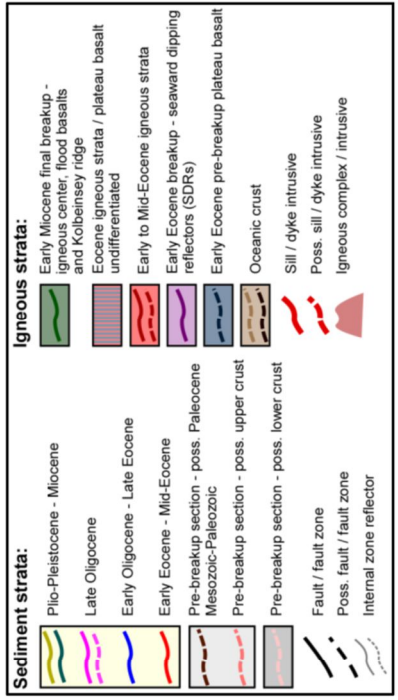 Sediment strata:
Plio-Pleistocene - Miocene
Late Oligocene
Early Oligocene - Late Eocene
Early Eocene - Mid-Eocene
Pre-breakup section - poss. Paleocene
Mesozoic-Paleozoic
Pre-breakup section - poss. upper crust
Pre-breakup section - poss. lower crust
Fault / fault zone
Poss. fault / fault zone
Internal zone reflector
Igneous strata:
Early Miocene final breakup -
igneous center, flood basalts
and Kolbeinsey ridge
Eocene igneous strata / plateau basalt
undifferentiated
Early to Mid-Eocene igneous strata
Early Eocene breakup - seaward dipping
reflectors (SDRs)
Early Eocene pre-breakup plateau basalt
Oceanic crust
Sill / dyke intrusive
Poss. sill / dyke intrusive
Igneous complex / intrusive